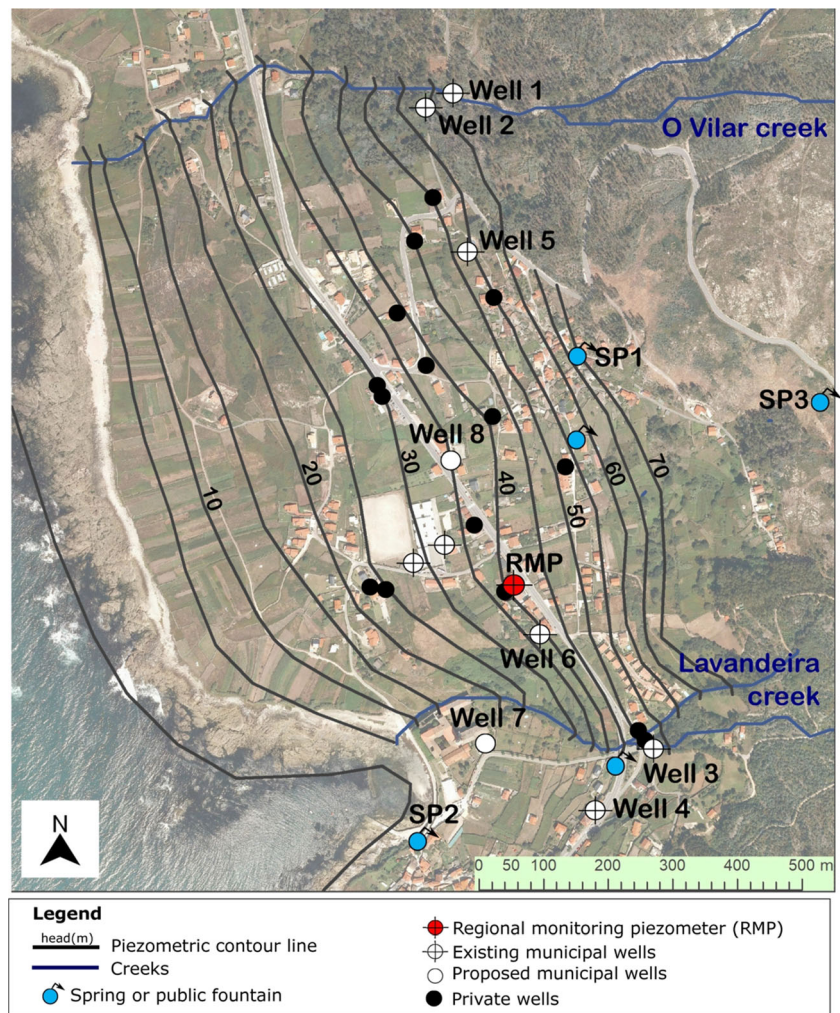 Well 1
Well 2
O Vilar creek
Well 5
SP1
SP3
Well 8
10
20
30
40
50
60
70
RMP
Well 6
Lavandeira
creek
Well 7
Well 3
Well 4
SP2
N
0 50 100 200 300 400 500 m
Legend
head(m)
Piezometric contour line
Creeks
Spring or public fountain
Regional monitoring piezometer (RMP)
Existing municipal wells
Proposed municipal wells
Private wells